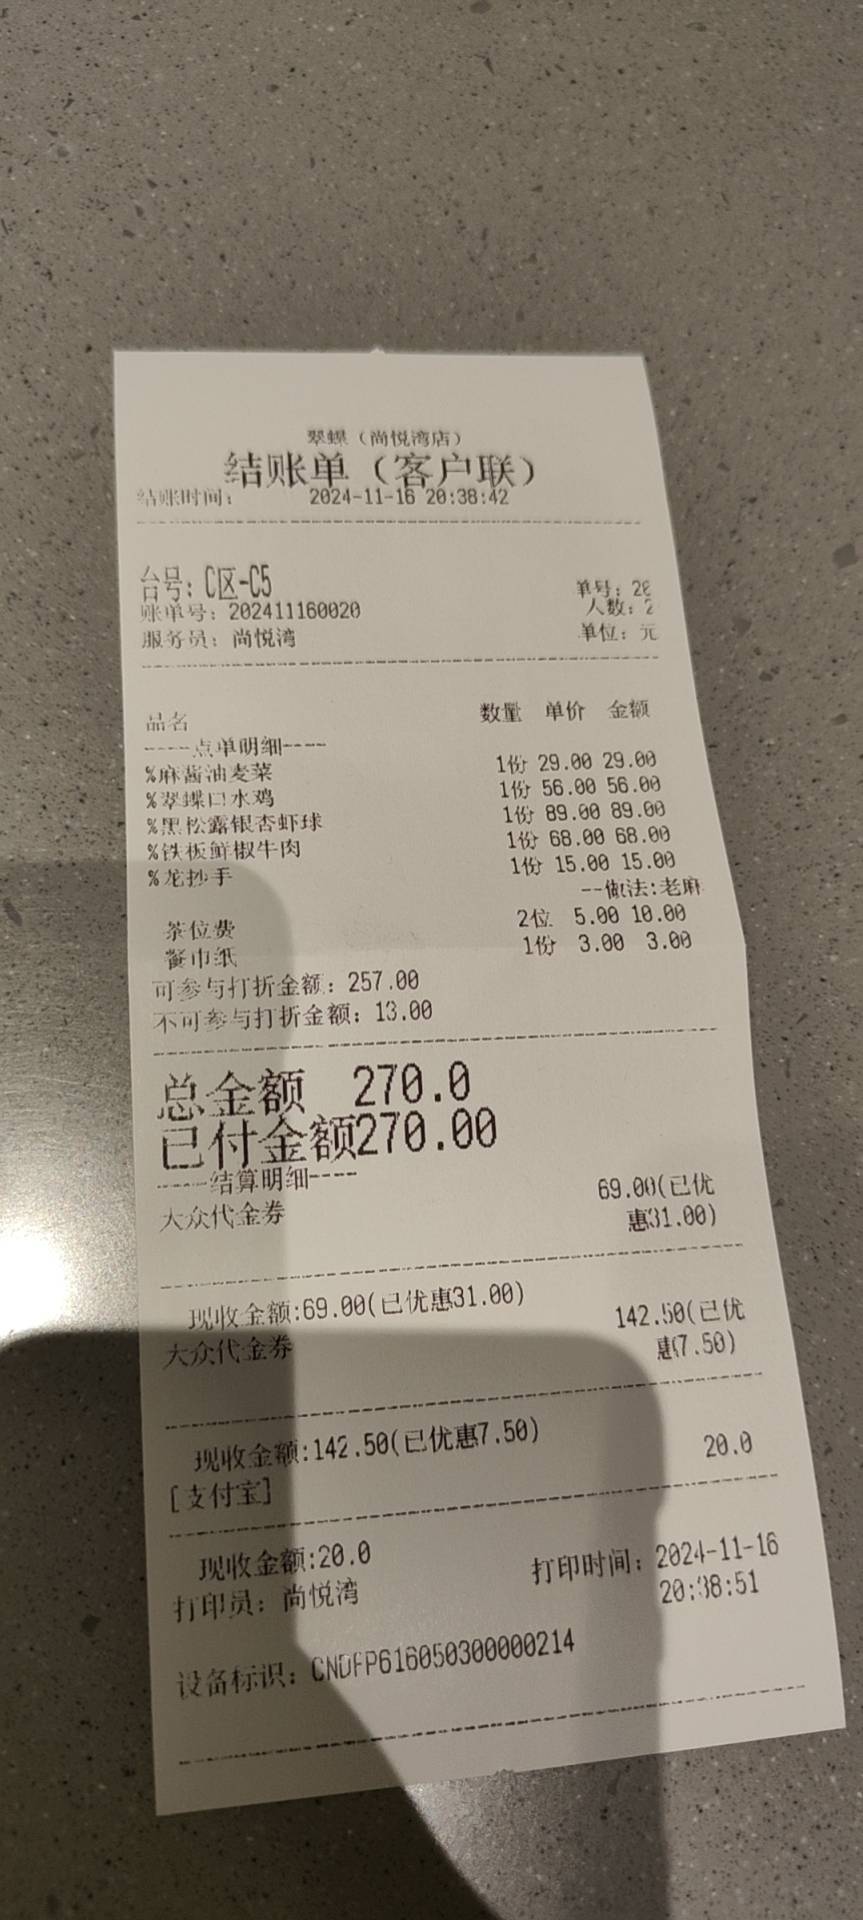 翠蝶（尚悦湾店）
结账单（客户联）
结账时间： 2024-11-16 20:38:42
台号：C区-C5
单号：26
账单号：202411160020
人数：2
服务员：尚悦湾
单位：元
品名 数量 单价 金额
----点单明细----
%麻酱油麦菜 1份 29.00 29.00
%翠蝶口水鸡 1份 56.00 56.00
%黑松露银杏虾球 1份 89.00 89.00
%铁板鲜椒牛肉 1份 68.00 68.00
%龙抄手 1份 15.00 15.00
--做法:老麻
茶位费 2位 5.00 10.00
餐巾纸 1份 3.00 3.00
可参与打折金额：257.00
不可参与打折金额：13.00
总金额 270.0
已付金额270.00
----结算明细----
大众代金券 69.00(已优
惠31.00)
现收金额:69.00(已优惠31.00)
大众代金券 142.50(已优
惠7.50)
现收金额:142.50(已优惠7.50)
[支付宝] 20.0
现收金额:20.0
打印员：尚悦湾 打印时间：2024-11-16
20:38:51
设备标识：CNDFP616050300000214